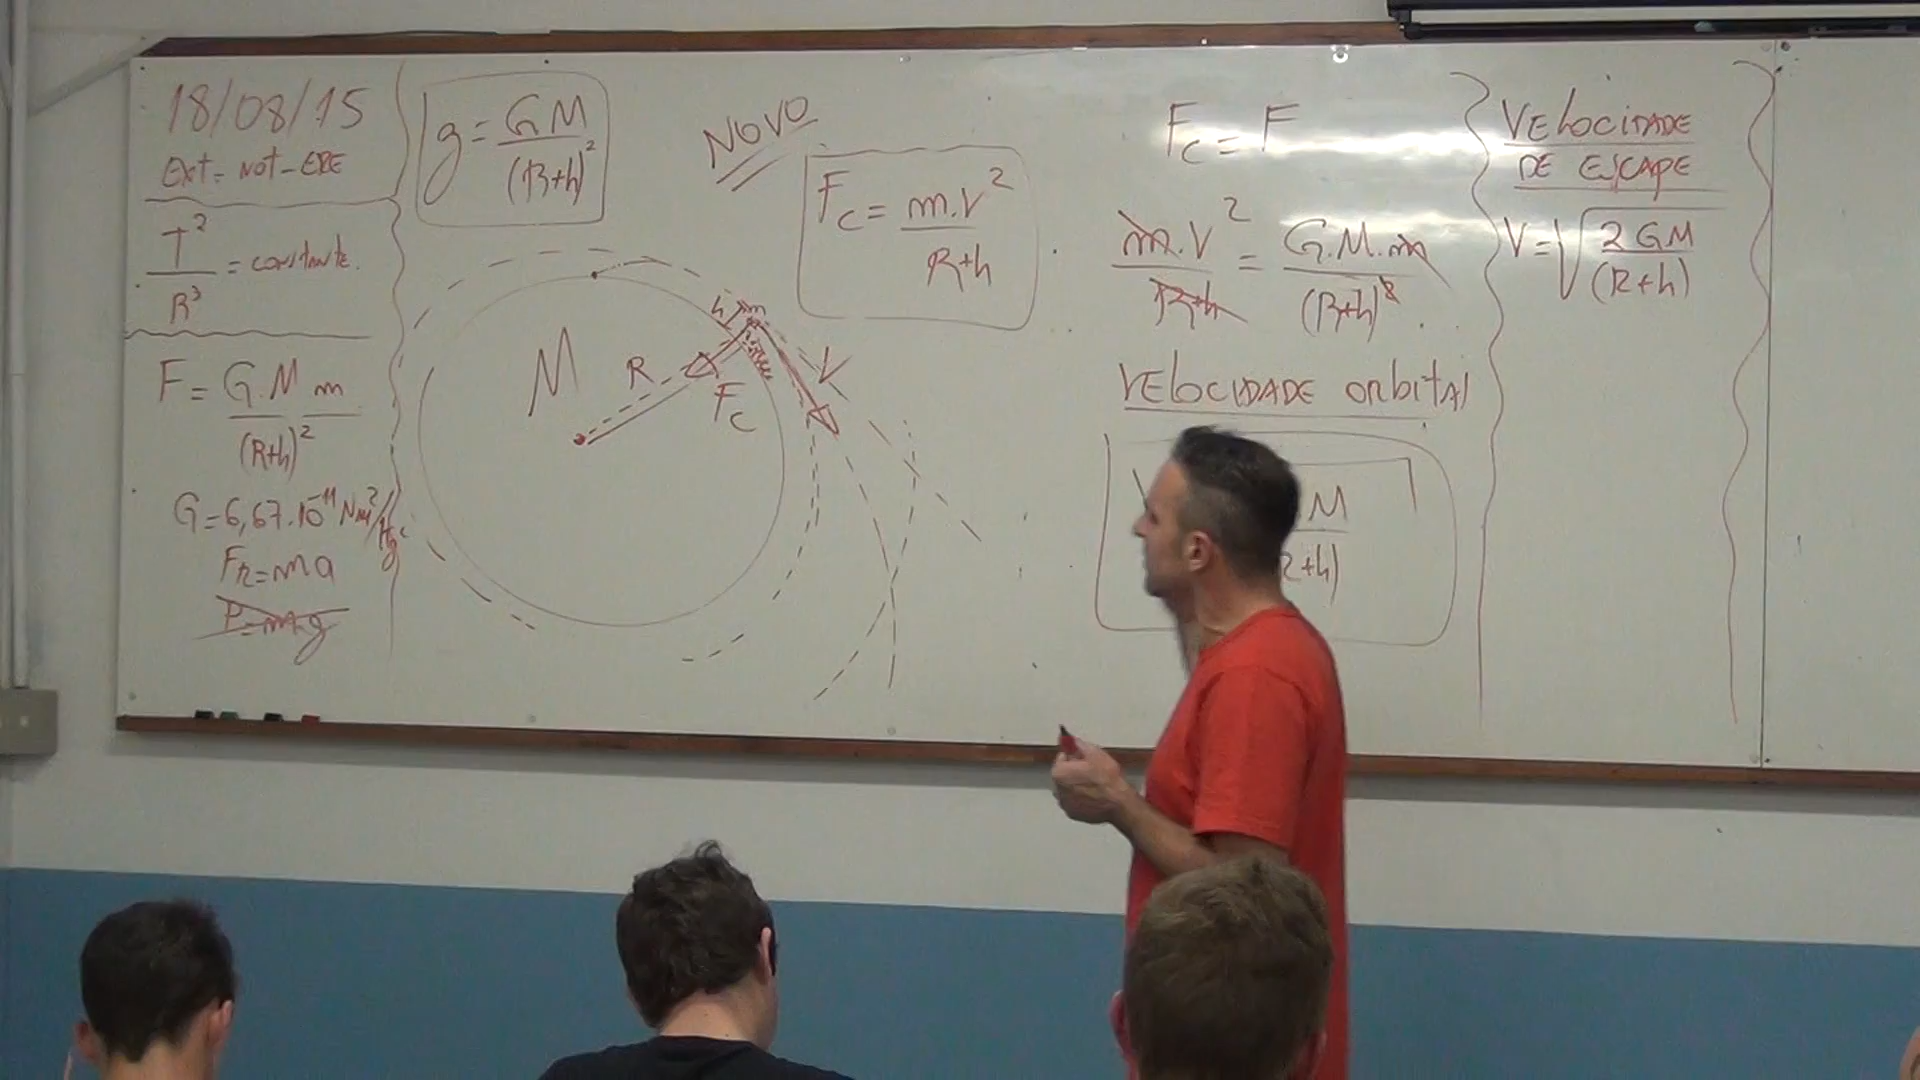 18/08/15
Ext = NOT-ERE
T²/R³ = constante.
F = G.M m/(R+h)²
G = 6,67.10⁻¹¹ Nm²/kg²
FR = m a
P = m.g
g = GM/(R+h)²
NOVO
Fc = m.v²/R+h
M
R
h
m
Fc
V
Fc = F
m.V²/R+h = G.M.m/(R+h)²
VELOCIDADE orbital
M
+h)
VELOCIDADE
DE ESCAPE
V = √2GM/(R+h)